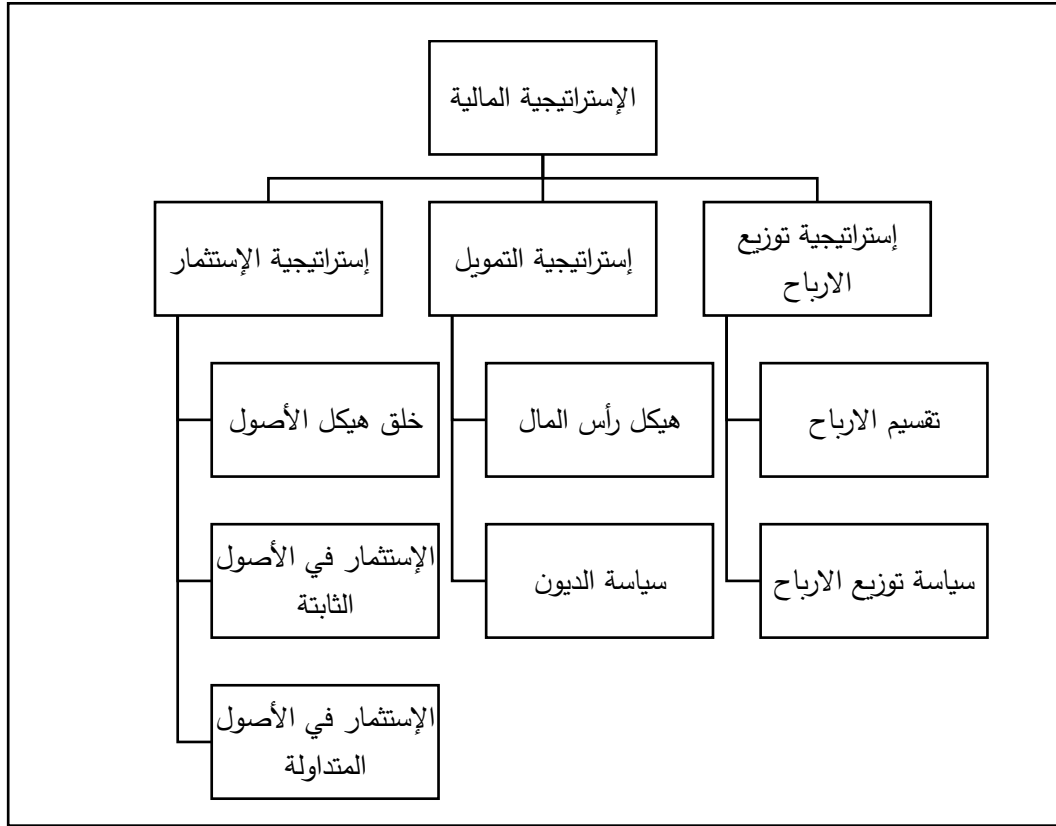 الإستراتيجية المالية
إستراتيجية توزيع
الارباح
إستراتيجية التمويل
إستراتيجية الإستثمار
تقسيم الارباح
هيكل رأس المال
خلق هيكل الأصول
سياسة توزيع الارباح
سياسة الديون
الإستثمار في الأصول
الثابتة
الإستثمار في الأصول
المتداولة